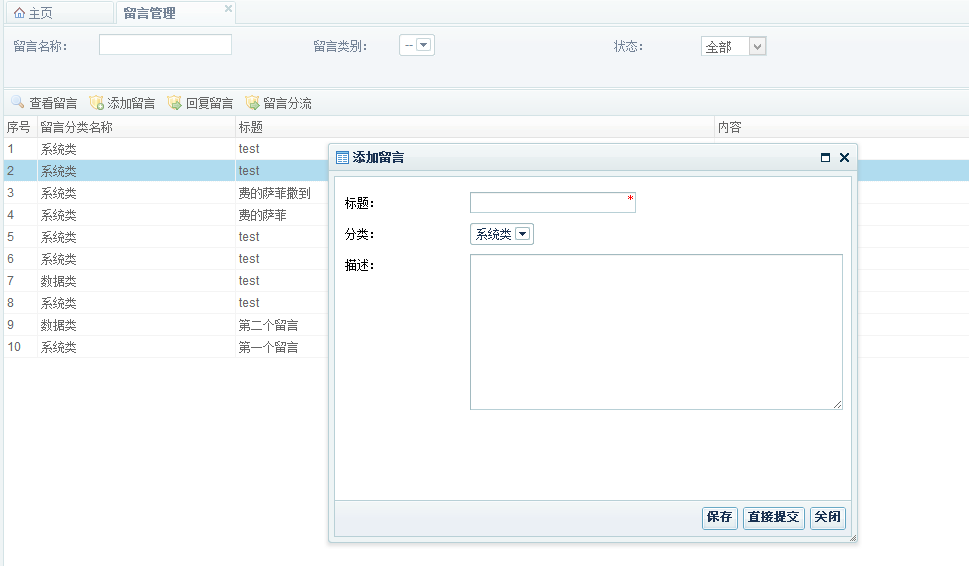 主页 留言管理
留言名称： 留言类别： -- 状态： 全部
查看留言 添加留言 回复留言 留言分流
序号 留言分类名称 标题 内容
1 系统类 test
2 系统类 test
3 系统类 费的萨菲撒到
4 系统类 费的萨菲
5 系统类 test
6 系统类 test
7 数据类 test
8 系统类 test
9 数据类 第二个留言
10 系统类 第一个留言
添加留言
标题： *
分类： 系统类
描述：
保存 直接提交 关闭